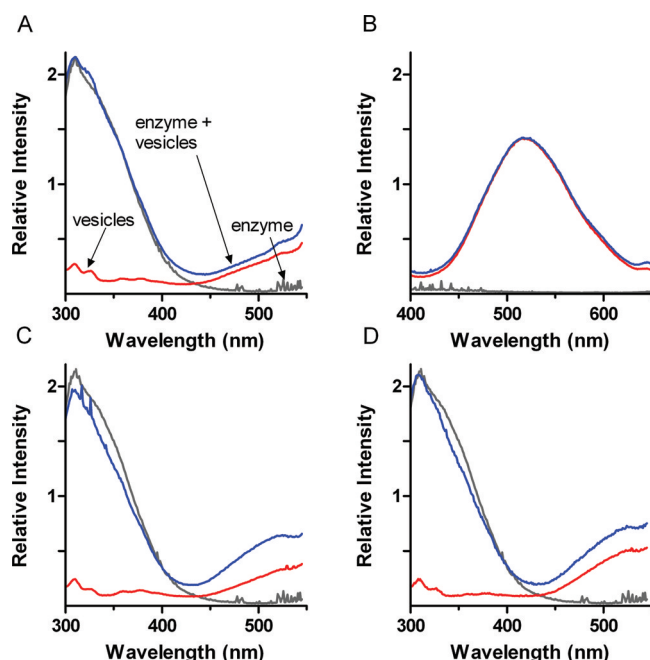 A
B
2
1
Relative Intensity
enzyme +
vesicles
vesicles
enzyme
300 400 500
Wavelength (nm)
2
1
Relative Intensity
400 500 600
Wavelength (nm)
C
D
2
1
Relative Intensity
300 400 500
Wavelength (nm)
2
1
Relative Intensity
300 400 500
Wavelength (nm)